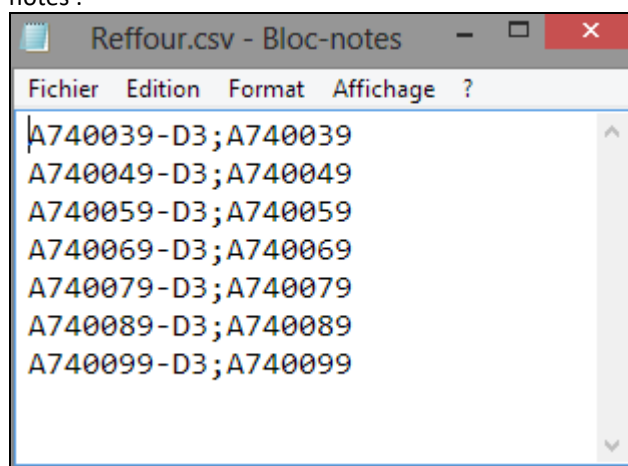 notes :
Reffour.csv - Bloc-notes
Fichier Edition Format Affichage ?
A740039-D3;A740039
A740049-D3;A740049
A740059-D3;A740059
A740069-D3;A740069
A740079-D3;A740079
A740089-D3;A740089
A740099-D3;A740099